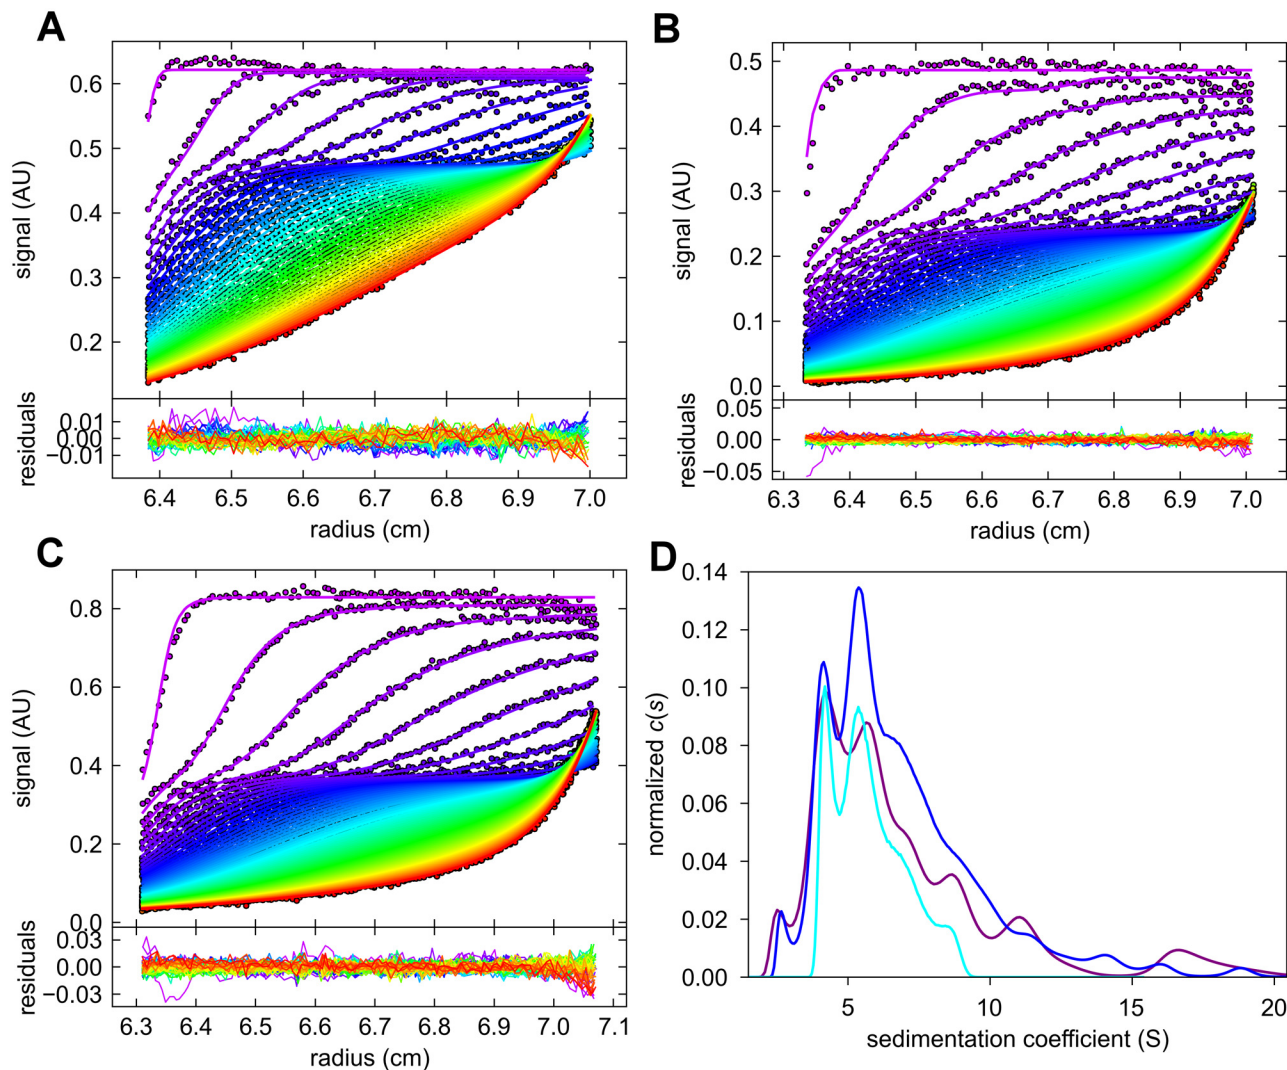 A
0.6
0.5
0.4
0.3
0.2
signal (AU)
0.01
0.00
−0.01
residuals
6.4 6.5 6.6 6.7 6.8 6.9 7.0
radius (cm)
B
0.5
0.4
0.3
0.2
0.1
0.0
signal (AU)
0.05
0.00
−0.05
residuals
6.3 6.4 6.5 6.6 6.7 6.8 6.9 7.0
radius (cm)
C
0.8
0.6
0.4
0.2
0.0
signal (AU)
0.03
0.00
−0.03
residuals
6.3 6.4 6.5 6.6 6.7 6.8 6.9 7.0 7.1
radius (cm)
D
0.14
0.12
0.10
0.08
0.06
0.04
0.02
0.00
normalized c(s)
5 10 15 20
sedimentation coefficient (S)